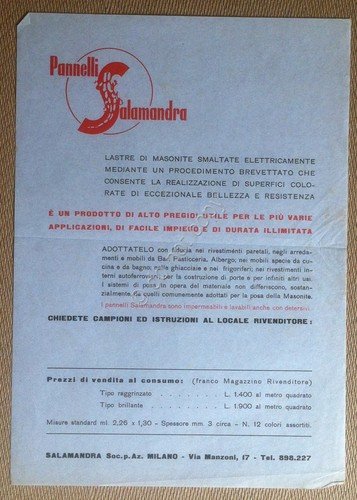 Pannelli
Salamandra
LASTRE DI MASONITE SMALTATE ELETTRICAMENTE
MEDIANTE UN PROCEDIMENTO BREVETTATO CHE
CONSENTE LA REALIZZAZIONE DI SUPERFICI COLO-
RATE DI ECCEZIONALE BELLEZZA E RESISTENZA
È UN PRODOTTO DI ALTO PREGIO, UTILE PER LE PIÙ VARIE
APPLICAZIONI, DI FACILE IMPIEGO E DI DURATA ILLIMITATA
ADOTTATELO con fiducia nei rivestimenti paretali, negli arreda-
menti e mobili da Bar, Pasticceria, Albergo; nei mobili specie da cu-
cina e da bagno; nelle ghiacciaie e nei frigoriferi; nei rivestimenti in-
terni autoferroviari; per la costruzione di porte e per infiniti altri usi.
I sistemi di posa in opera del materiale non differiscono, sostan-
zialmente, da quelli comunemente adottati per la posa della Masonite.
I pannelli Salamandra sono impermeabili e lavabili anche con detersivi.
CHIEDETE CAMPIONI ED ISTRUZIONI AL LOCALE RIVENDITORE:
Prezzi di vendita al consumo: (franco Magazzino Rivenditore)
Tipo raggrinzato . . . . . . L. 1.400 al metro quadrato
Tipo brillante . . . . . . . L. 1.900 al metro quadrato
Misure standard ml. 2,26 x 1,30 - Spessore mm. 3 circa - N. 12 colori assortiti.
SALAMANDRA Soc. p. Az. MILANO - Via Manzoni, 17 - Tel. 898.227